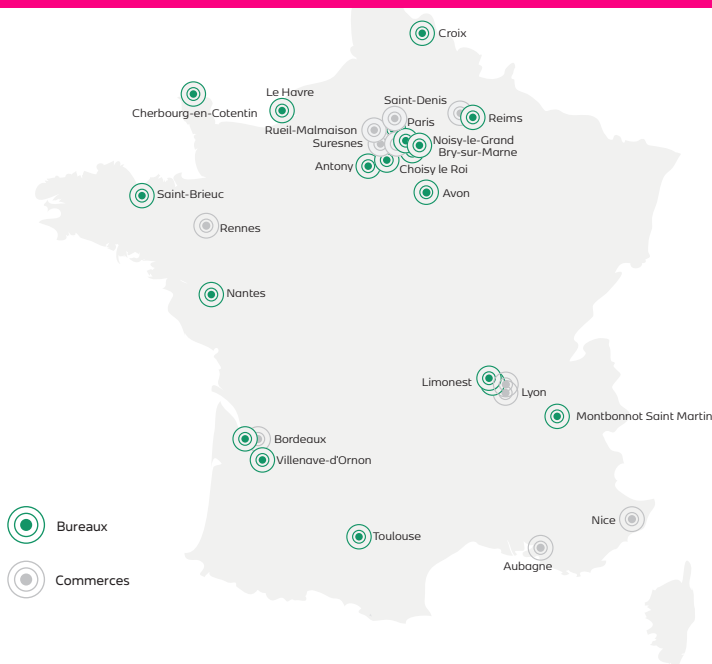 Croix
Le Havre
Cherbourg-en-Cotentin
Saint-Denis
Reims
Paris
Rueil-Malmaison
Suresnes
Noisy-le-Grand
Bry-sur-Marne
Antony
Choisy le Roi
Saint-Brieuc
Avon
Rennes
Nantes
Limonest
Lyon
Montbonnot Saint Martin
Bordeaux
Villenave-d'Ornon
Nice
Bureaux
Toulouse
Aubagne
Commerces